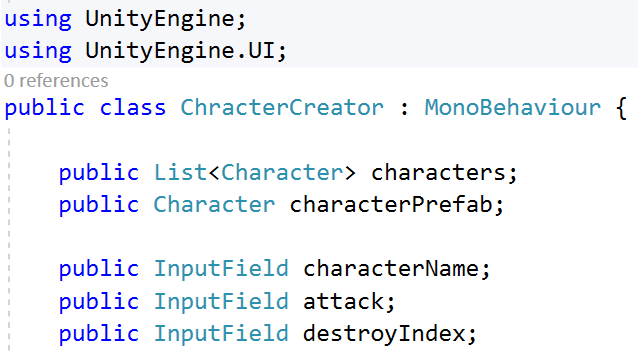 using UnityEngine;
using UnityEngine.UI;
0 references
public class ChracterCreator : MonoBehaviour {
public List<Character> characters;
public Character characterPrefab;
public InputField characterName;
public InputField attack;
public InputField destroyIndex;